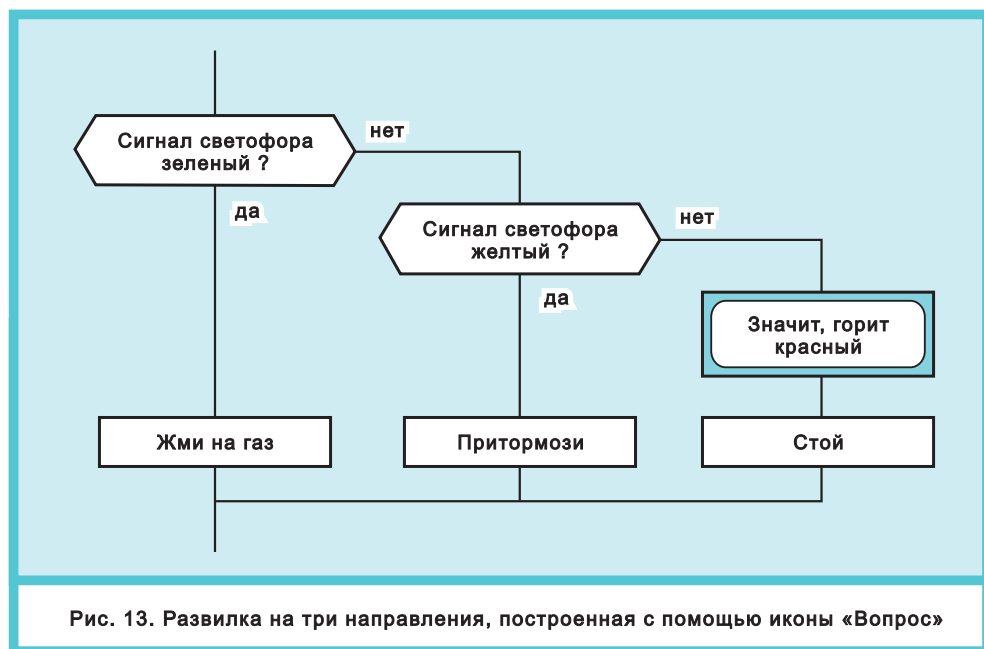 Сигнал светофора
зеленый ?
нет
да
Сигнал светофора
желтый ?
нет
да
Значит, горит
красный
Жми на газ
Притормози
Стой
Рис. 13. Развилка на три направления, построенная с помощью иконы «Вопрос»